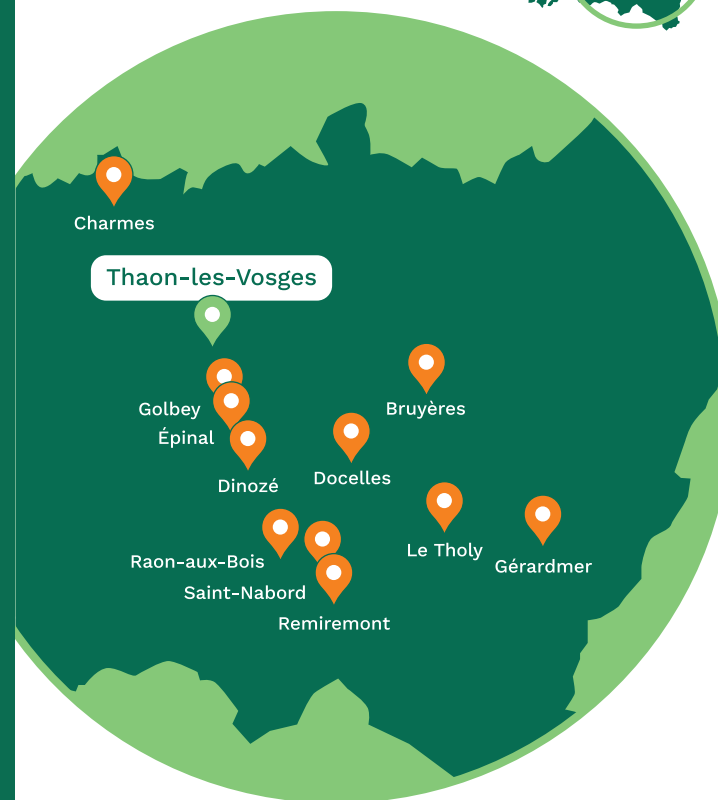 Charmes
Thaon-les-Vosges
Bruyères
Golbey
Épinal
Docelles
Dinozé
Le Tholy
Raon-aux-Bois
Gérardmer
Saint-Nabord
Remiremont